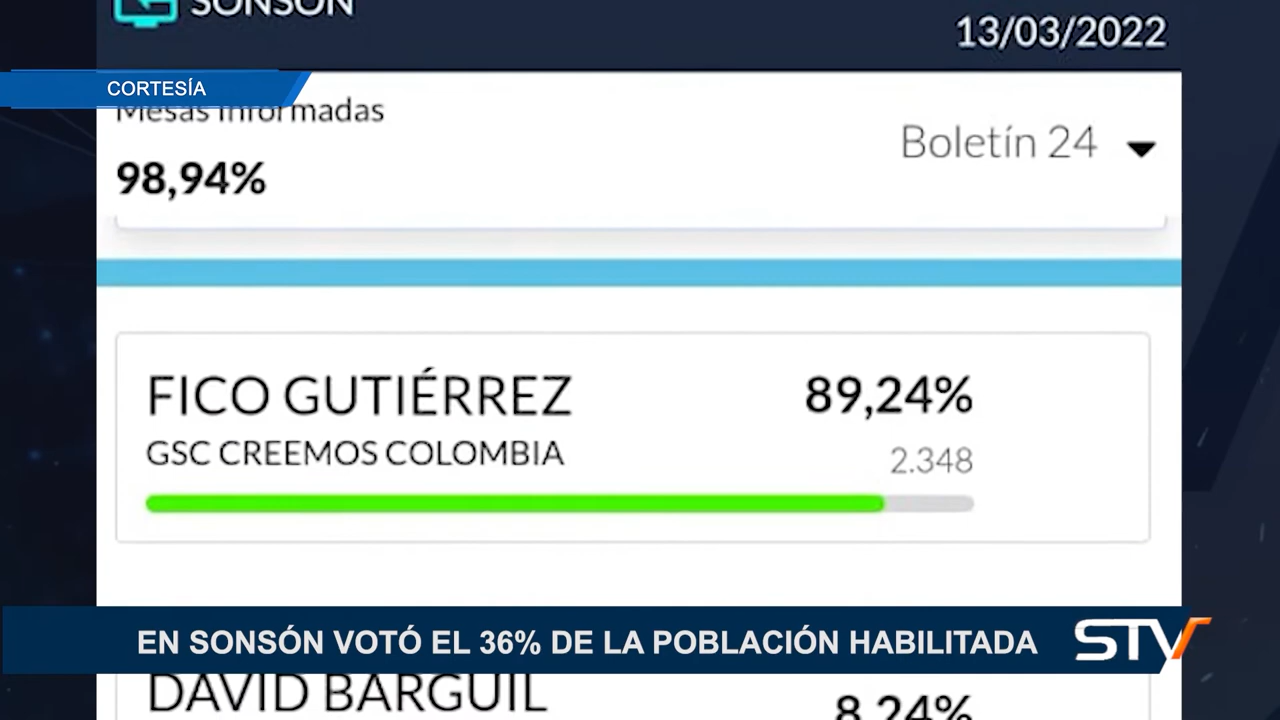 SONSÓN
13/03/2022
CORTESÍA
Mesas Informadas
Boletín 24
98,94%
FICO GUTIÉRREZ
89,24%
GSC CREEMOS COLOMBIA
2.348
EN SONSÓN VOTÓ EL 36% DE LA POBLACIÓN HABILITADA
STV
DAVID BARGUIL
8,24%